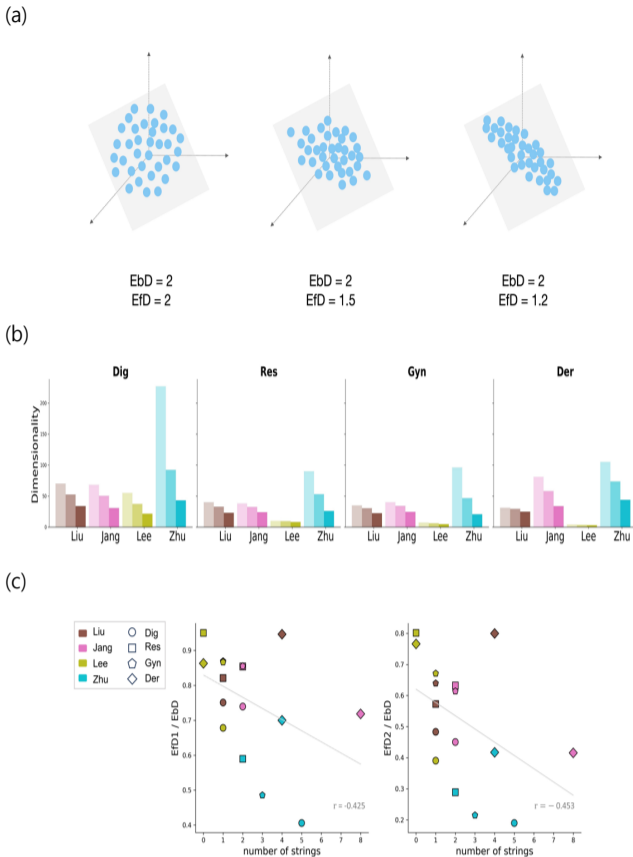 (a)
EbD = 2
EfD = 2
EbD = 2
EfD = 1.5
EbD = 2
EfD = 1.2
(b)
Dig
Res
Gyn
Der
Dimensionality
100
50
0
Liu Jang Lee Zhu
Liu Jang Lee Zhu
Liu Jang Lee Zhu
Liu Jang Lee Zhu
(c)
Liu Dig
Jang Res
Lee Gyn
Zhu Der
EfD1 / EbD
0.9
0.8
0.7
0.6
0.5
0.4
r = -0.425
0 1 2 3 4 5 6 7 8
number of strings
EfD2 / EbD
0.8
0.7
0.6
0.5
0.4
0.3
0.2
r = − 0.453
0 1 2 3 4 5 6 7 8
number of strings